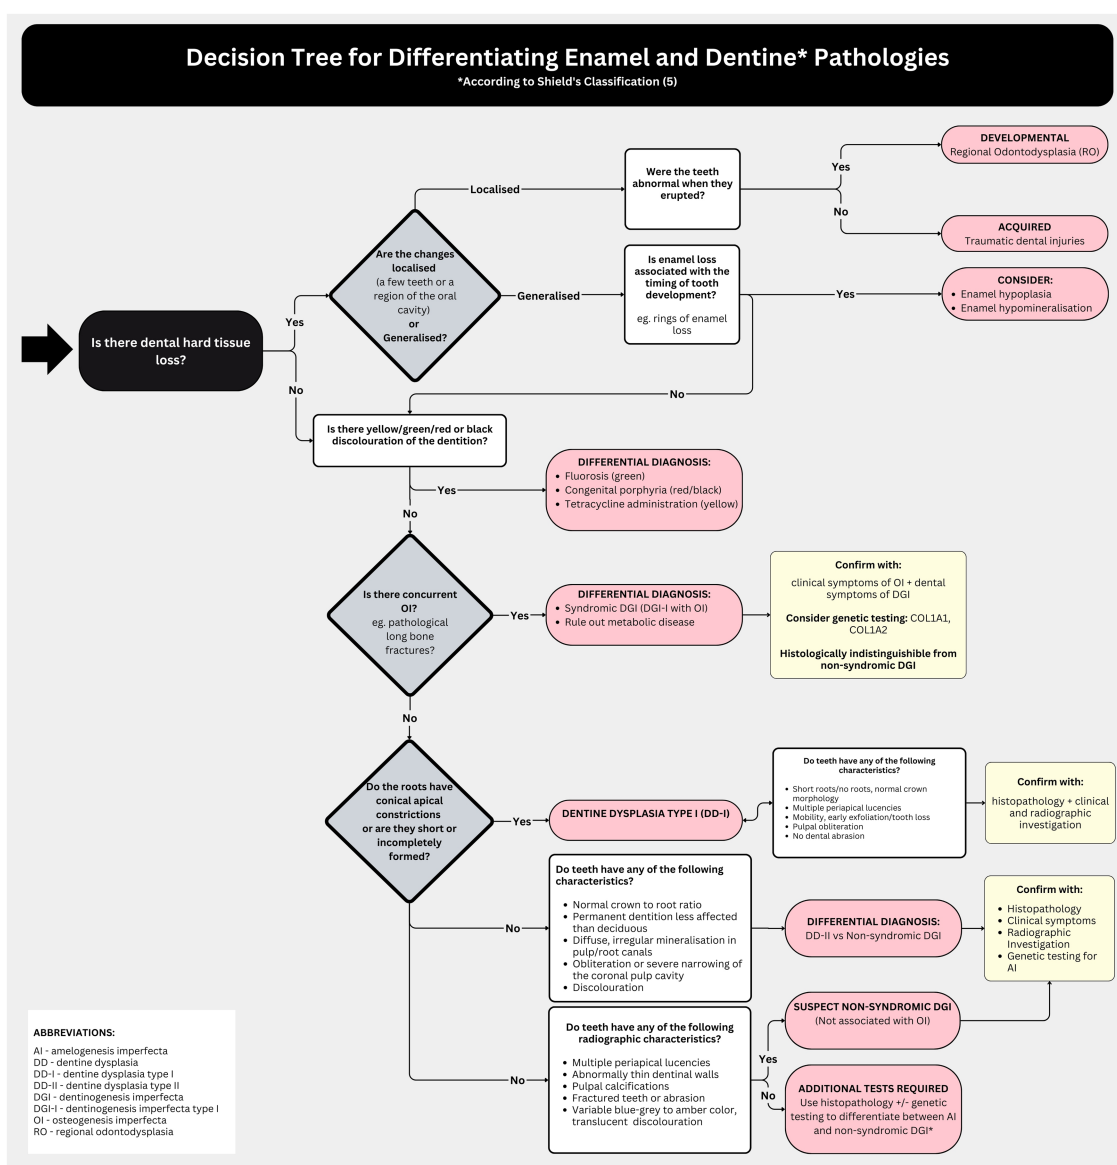 Decision Tree for Differentiating Enamel and Dentine* Pathologies
*According to Shield's Classification (5)
Is there dental hard tissue
loss?
Yes
No
Are the changes
localised
(a few teeth or a
region of the oral
cavity)
or
Generalised?
Localised
Were the teeth
abnormal when they
erupted?
Yes
DEVELOPMENTAL
Regional Odontodysplasia (RO)
No
ACQUIRED
Traumatic dental injuries
Generalised
Is enamel loss
associated with the
timing of tooth
development?
eg. rings of enamel
loss
Yes
CONSIDER:
• Enamel hypoplasia
• Enamel hypomineralisation
No
Is there yellow/green/red or black
discolouration of the dentition?
Yes
DIFFERENTIAL DIAGNOSIS:
• Fluorosis (green)
• Congenital porphyria (red/black)
• Tetracycline administration (yellow)
No
Is there concurrent
OI?
eg. pathological
long bone
fractures?
Yes
DIFFERENTIAL DIAGNOSIS:
• Syndromic DGI (DGI-I with OI)
• Rule out metabolic disease
Confirm with:
clinical symptoms of OI + dental
symptoms of DGI
Consider genetic testing: COL1A1,
COL1A2
Histologically indistinguishible from
non-syndromic DGI
No
Do the roots have
conical apical
constrictions
or are they short or
incompletely
formed?
Yes
DENTINE DYSPLASIA TYPE I (DD-I)
Do teeth have any of the following
characteristics?
• Short roots/no roots, normal crown
morphology
• Multiple periapical lucencies
• Mobility, early exfoliation/tooth loss
• Pulpal obliteration
• No dental abrasion
Confirm with:
histopathology + clinical
and radiographic
investigation
No
Do teeth have any of the following
characteristics?
• Normal crown to root ratio
• Permanent dentition less affected
than deciduous
• Diffuse, irregular mineralisation in
pulp/root canals
• Obliteration or severe narrowing of
the coronal pulp cavity
• Discolouration
DIFFERENTIAL DIAGNOSIS:
DD-II vs Non-syndromic DGI
Confirm with:
• Histopathology
• Clinical symptoms
• Radiographic
Investigation
• Genetic testing for
AI
No
Do teeth have any of the following
radiographic characteristics?
• Multiple periapical lucencies
• Abnormally thin dentinal walls
• Pulpal calcifications
• Fractured teeth or abrasion
• Variable blue-grey to amber color,
translucent discolouration
Yes
SUSPECT NON-SYNDROMIC DGI
(Not associated with OI)
No
ADDITIONAL TESTS REQUIRED
Use histopathology +/- genetic
testing to differentiate between AI
and non-syndromic DGI*
ABBREVIATIONS:
AI - amelogenesis imperfecta
DD - dentine dysplasia
DD-I - dentine dysplasia type I
DD-II - dentine dysplasia type II
DGI - dentinogenesis imperfecta
DGI-I - dentinogenesis imperfecta type I
OI - osteogenesis imperfecta
RO - regional odontodysplasia